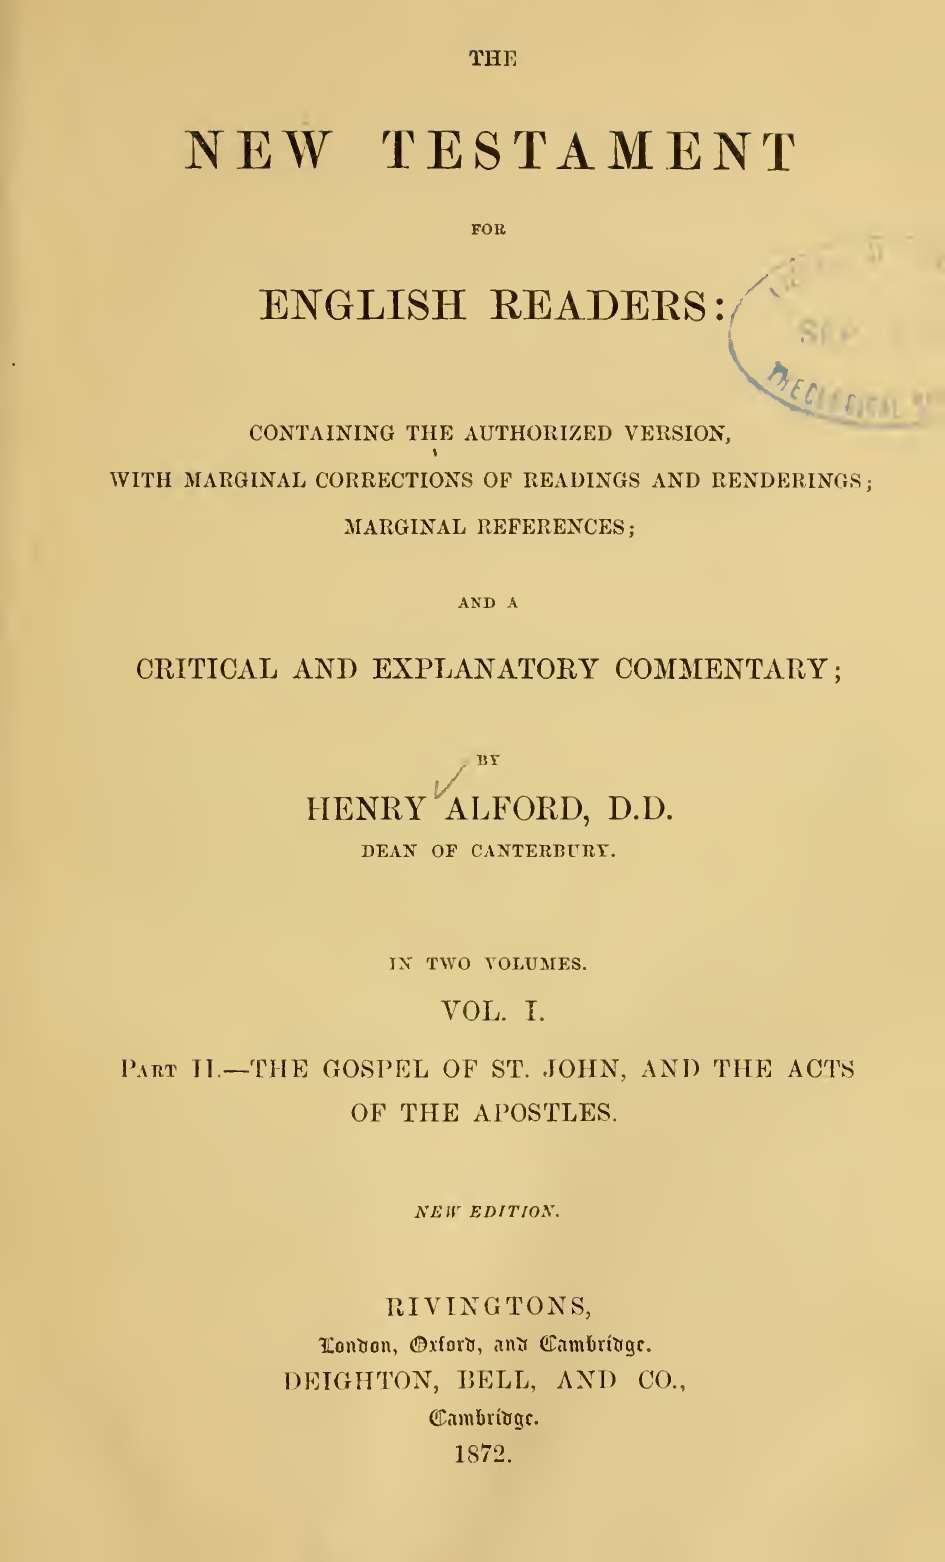 THE
NEW TESTAMENT
FOR
ENGLISH READERS:
SEP
THEOLOGICAL
CONTAINING THE AUTHORIZED VERSION,
WITH MARGINAL CORRECTIONS OF READINGS AND RENDERINGS;
MARGINAL REFERENCES;
AND A
CRITICAL AND EXPLANATORY COMMENTARY;
BY
HENRY ALFORD, D.D.
DEAN OF CANTERBURY.
IN TWO VOLUMES.
VOL. I.
PART II.—THE GOSPEL OF ST. JOHN, AND THE ACTS
OF THE APOSTLES.
NEW EDITION.
RIVINGTONS,
London, Oxford, and Cambridge.
DEIGHTON, BELL, AND CO.,
Cambridge.
1872.